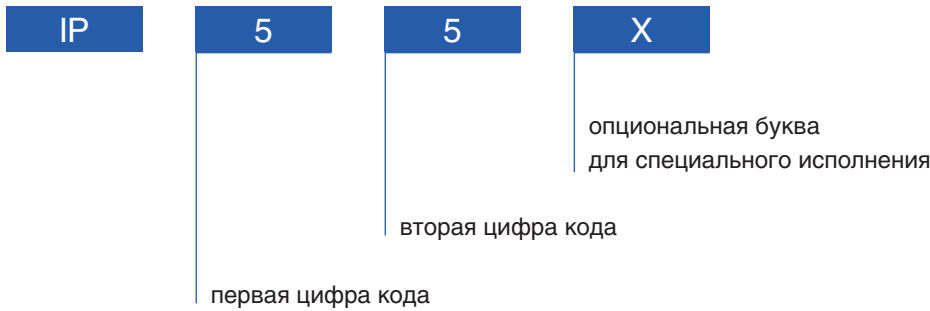 IP 5 5 X
опциональная буква
для специального исполнения
вторая цифра кода
первая цифра кода